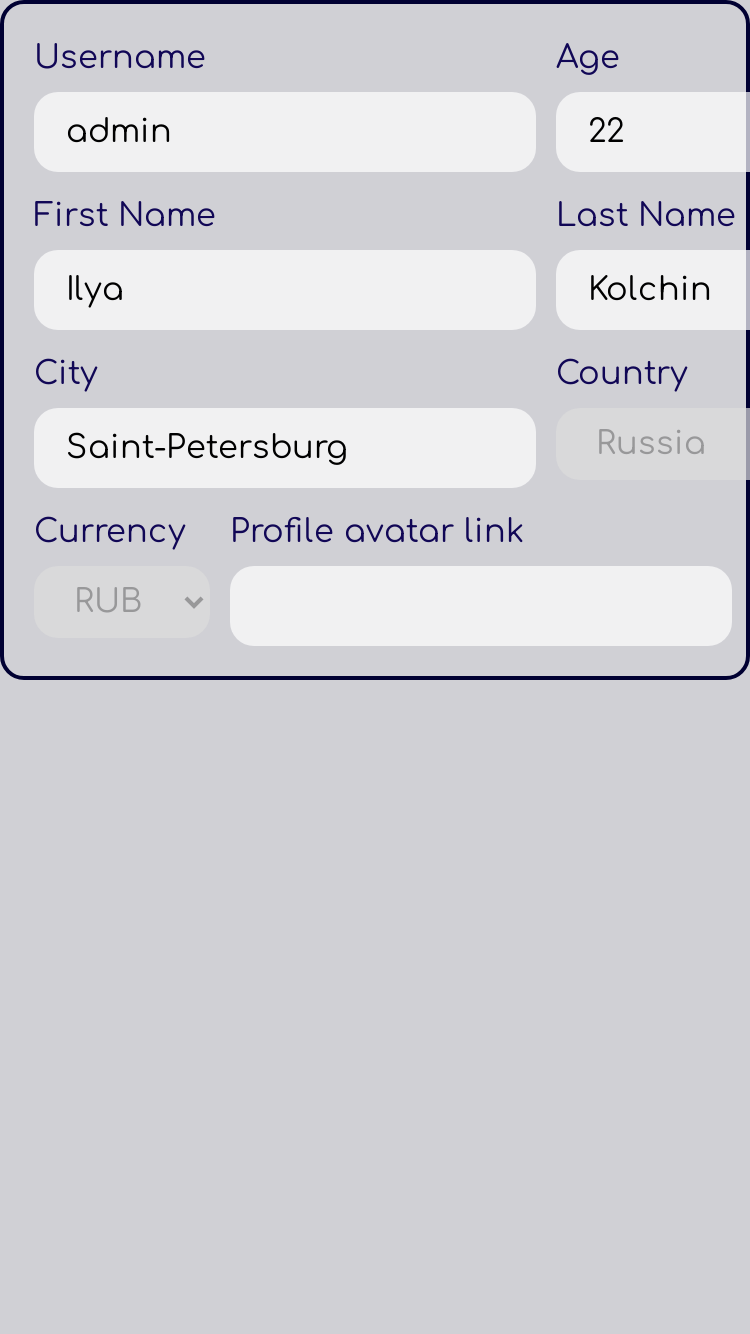 Username Age
admin 22
First Name Last Name
Ilya Kolchin
City Country
Saint-Petersburg Russia
Currency Profile avatar link
RUB